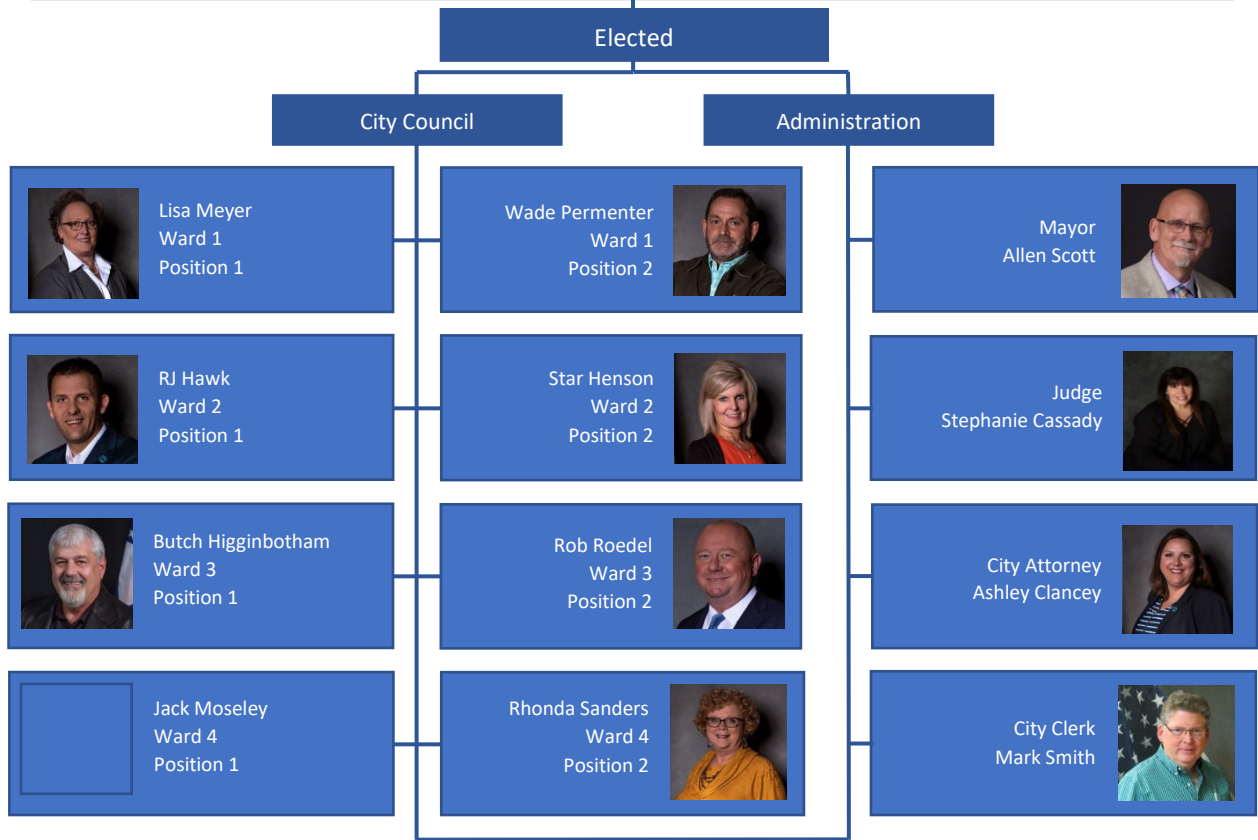 Elected
City Council
Administration
Lisa Meyer
Ward 1
Position 1
Wade Permenter
Ward 1
Position 2
Mayor
Allen Scott
RJ Hawk
Ward 2
Position 1
Star Henson
Ward 2
Position 2
Judge
Stephanie Cassady
Butch Higginbotham
Ward 3
Position 1
Rob Roedel
Ward 3
Position 2
City Attorney
Ashley Clancey
Jack Moseley
Ward 4
Position 1
Rhonda Sanders
Ward 4
Position 2
City Clerk
Mark Smith